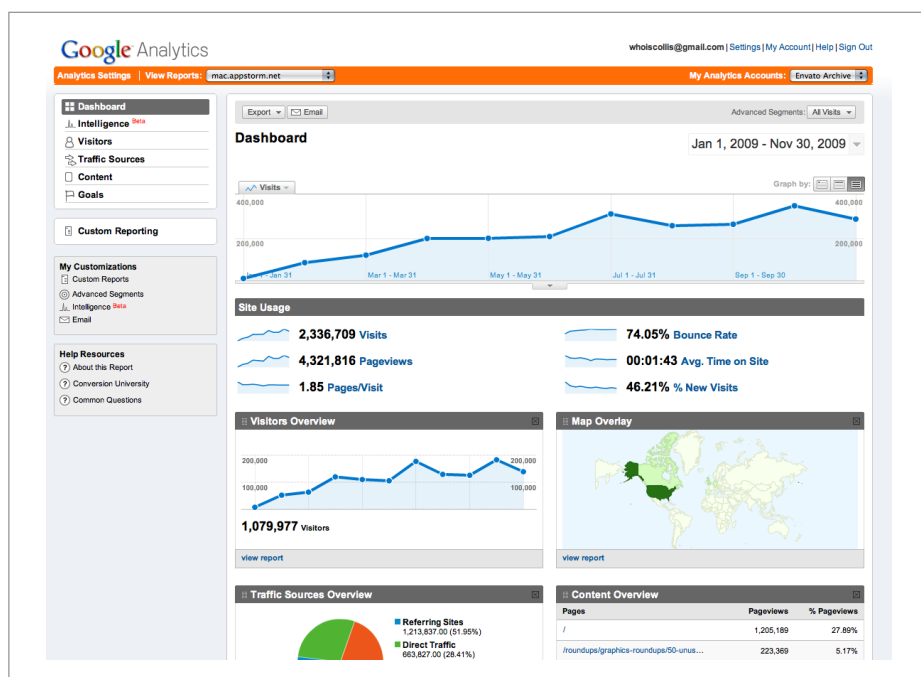 Google Analytics
whoiscollis@gmail.com | Settings | My Account | Help | Sign Out
Analytics Settings | View Reports: mac.appstorm.net
My Analytics Accounts: Envato Archive
Dashboard
Intelligence Beta
Visitors
Traffic Sources
Content
Goals
Custom Reporting
My Customizations
Custom Reports
Advanced Segments
Intelligence Beta
Email
Help Resources
About this Report
Conversion University
Common Questions
Export Email
Advanced Segments: All Visits
Dashboard
Jan 1, 2009 - Nov 30, 2009
Visits
Graph by:
400,000 400,000
200,000 200,000
Jan 1 - Jan 31 Mar 1 - Mar 31 May 1 - May 31 Jul 1 - Jul 31 Sep 1 - Sep 30
Site Usage
2,336,709 Visits
74.05% Bounce Rate
4,321,816 Pageviews
00:01:43 Avg. Time on Site
1.85 Pages/Visit
46.21% % New Visits
Visitors Overview
200,000 200,000
100,000 100,000
1,079,977 Visitors
view report
Map Overlay
view report
Traffic Sources Overview
Referring Sites
1,213,837.00 (51.95%)
Direct Traffic
663,827.00 (28.41%)
Content Overview
Pages Pageviews % Pageviews
/ 1,205,189 27.89%
/roundups/graphics-roundups/50-unus... 223,369 5.17%